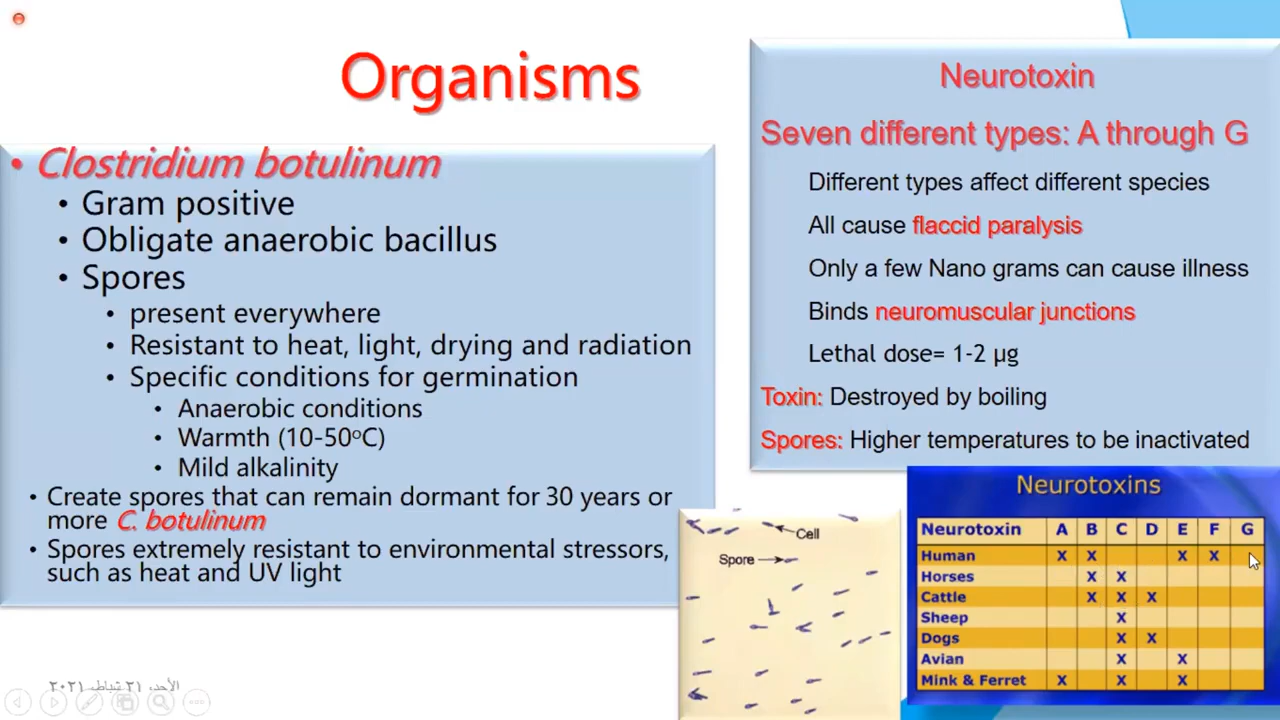 Organisms
• Clostridium botulinum
• Gram positive
• Obligate anaerobic bacillus
• Spores
• present everywhere
• Resistant to heat, light, drying and radiation
• Specific conditions for germination
• Anaerobic conditions
• Warmth (10-50ºC)
• Mild alkalinity
• Create spores that can remain dormant for 30 years or
more C. botulinum
• Spores extremely resistant to environmental stressors,
such as heat and UV light
Neurotoxin
Seven different types: A through G
Different types affect different species
All cause flaccid paralysis
Only a few Nano grams can cause illness
Binds neuromuscular junctions
Lethal dose= 1-2 µg
Toxin: Destroyed by boiling
Spores: Higher temperatures to be inactivated
Cell
Spore
Neurotoxins
Neurotoxin A B C D E F G
Human X X X X
Horses X X
Cattle X X X
Sheep X
Dogs X X
Avian X X
Mink & Ferret X X X
الأحد، ٢١ شباط، ٢٠٢١